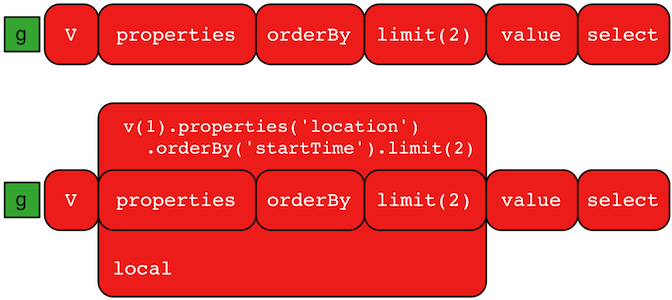 g V properties orderBy limit(2) value select
v(1).properties('location')
.orderBy('startTime').limit(2)
g V properties orderBy limit(2) value select
local